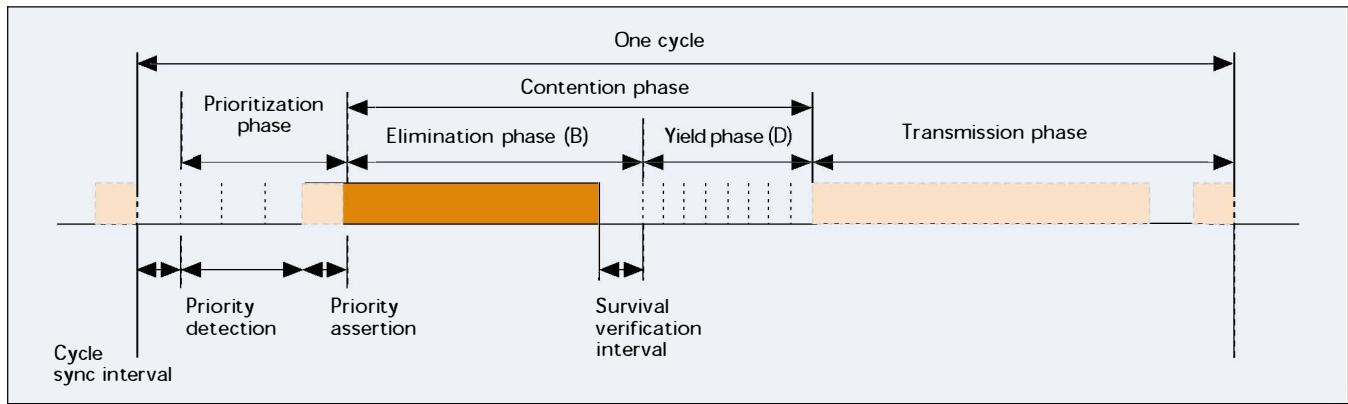 One cycle
Contention phase
Prioritization
phase
Elimination phase (B)
Yield phase (D)
Transmission phase
Priority
detection
Priority
assertion
Survival
verification
interval
Cycle
sync interval